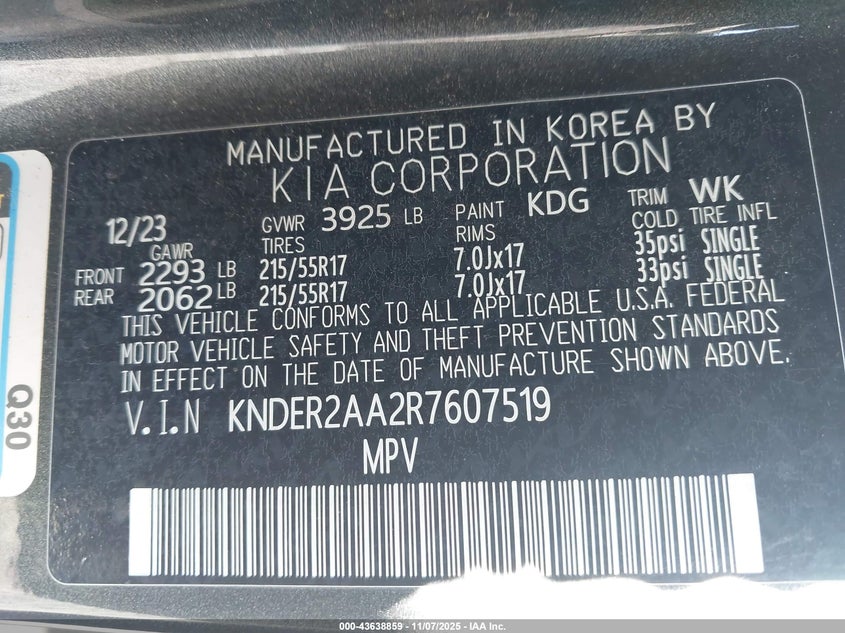 MANUFACTURED IN KOREA BY
KIA CORPORATION
12/23 GVWR 3925 LB PAINT KDG TRIM WK
GAWR TIRES RIMS COLD TIRE INFL
FRONT 2293 LB 215/55R17 7.0Jx17 35psi SINGLE
REAR 2062 LB 215/55R17 7.0Jx17 33psi SINGLE
THIS VEHICLE CONFORMS TO ALL APPLICABLE U.S.A. FEDERAL
MOTOR VEHICLE SAFETY AND THEFT PREVENTION STANDARDS
IN EFFECT ON THE DATE OF MANUFACTURE SHOWN ABOVE.
V.I.N KNDER2AA2R7607519
MPV
Q30
000-43638859 - 11/07/2025 - IAA Inc.